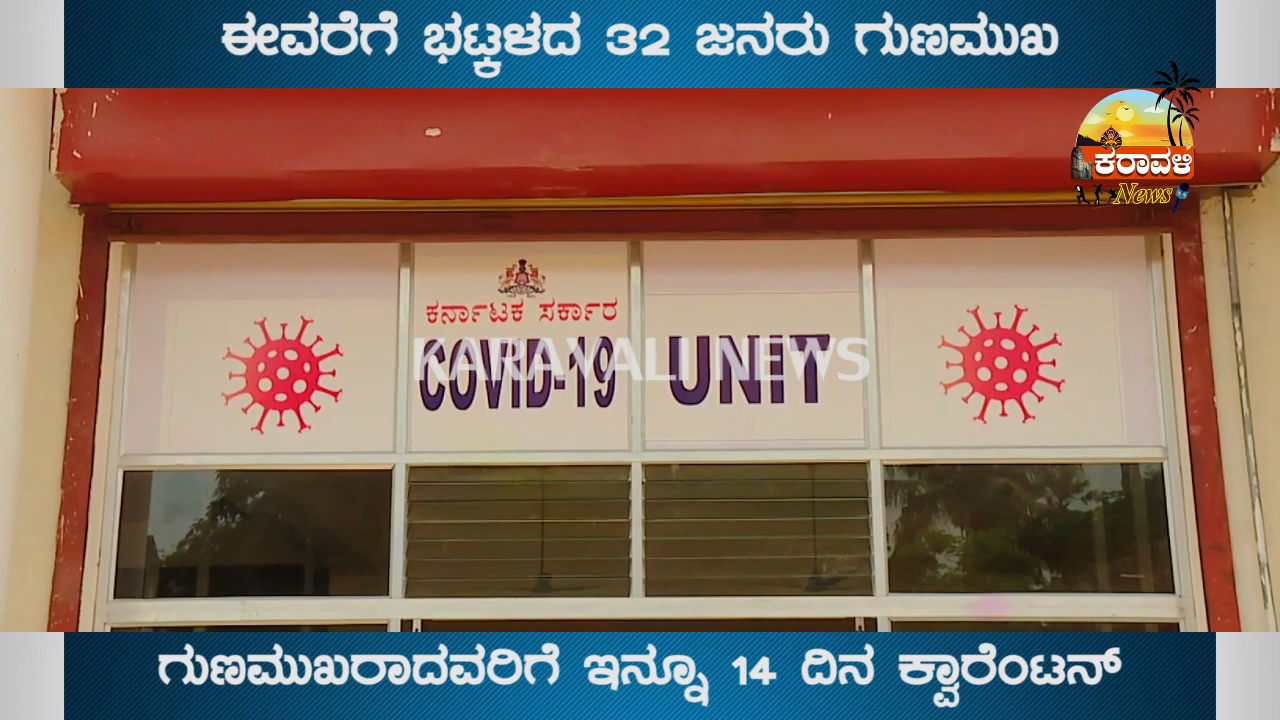 ಈವರೆಗೆ ಭಟ್ಕಳದ 32 ಜನರು ಗುಣಮುಖ
ಕರಾವಳಿ
News
ಕರ್ನಾಟಕ ಸರ್ಕಾರ
COVID-19 UNIT
KARAVALI NEWS
ಗುಣಮುಖರಾದವರಿಗೆ ಇನ್ನೂ 14 ದಿನ ಕ್ವಾರೆಂಟನ್